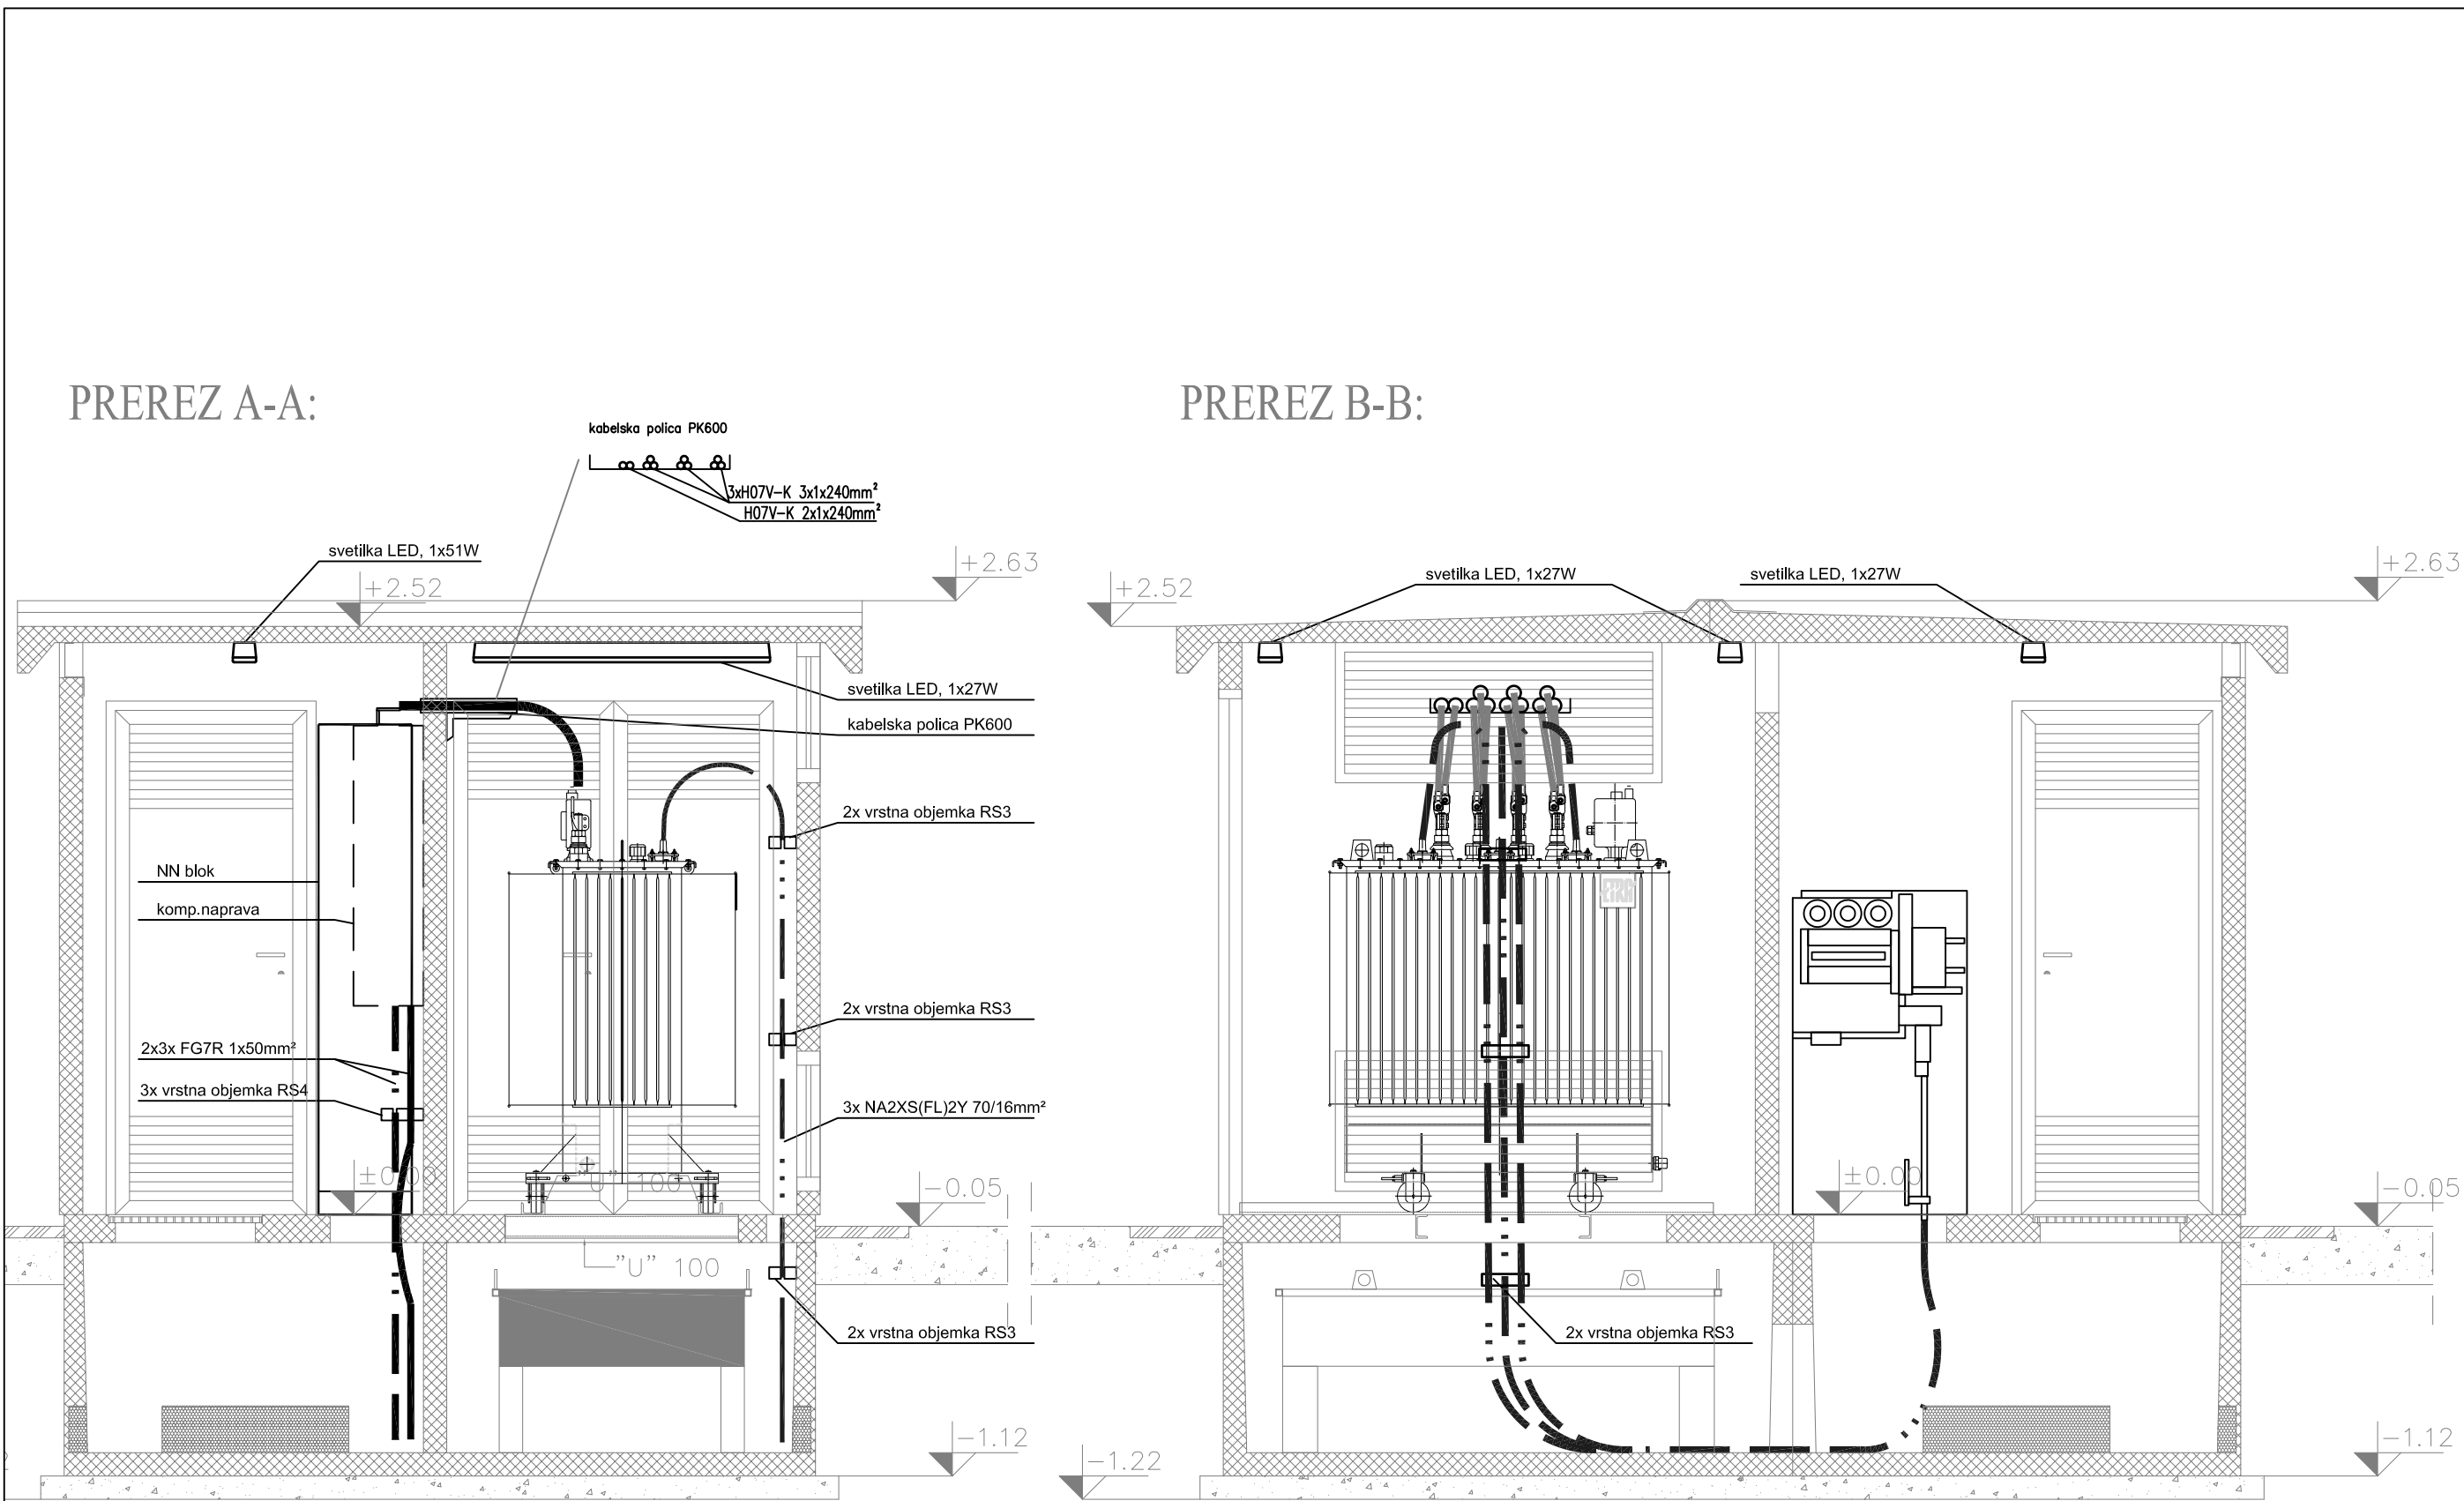 PREREZ A-A:
kabelska polica PK600
3xH07V-K 3x1x240mm²
H07V-K 2x1x240mm²
svetilka LED, 1x51W
+2.52
+2.63
svetilka LED, 1x27W
kabelska polica PK600
2x vrstna objemka RS3
NN blok
komp.naprava
2x vrstna objemka RS3
2x3x FG7R 1x50mm²
3x vrstna objemka RS4
3x NA2XS(FL)2Y 70/16mm²
±0.00
"U" 100
-0.05
"U" 100
2x vrstna objemka RS3
-1.12
PREREZ B-B:
+2.52
svetilka LED, 1x27W
svetilka LED, 1x27W
+2.63
ETRA
±0.00
-0.05
2x vrstna objemka RS3
-1.22
-1.12